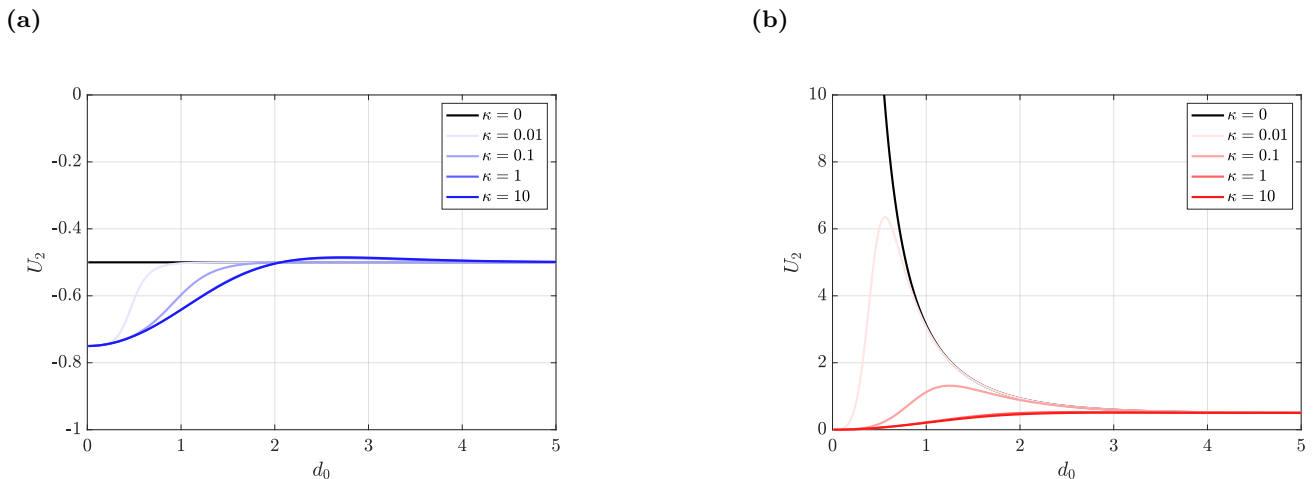 (a)
0
-0.2
-0.4
-0.6
-0.8
-1
U₂
0 1 2 3 4 5
d₀
κ = 0
κ = 0.01
κ = 0.1
κ = 1
κ = 10
(b)
10
8
6
4
2
0
U₂
0 1 2 3 4 5
d₀
κ = 0
κ = 0.01
κ = 0.1
κ = 1
κ = 10